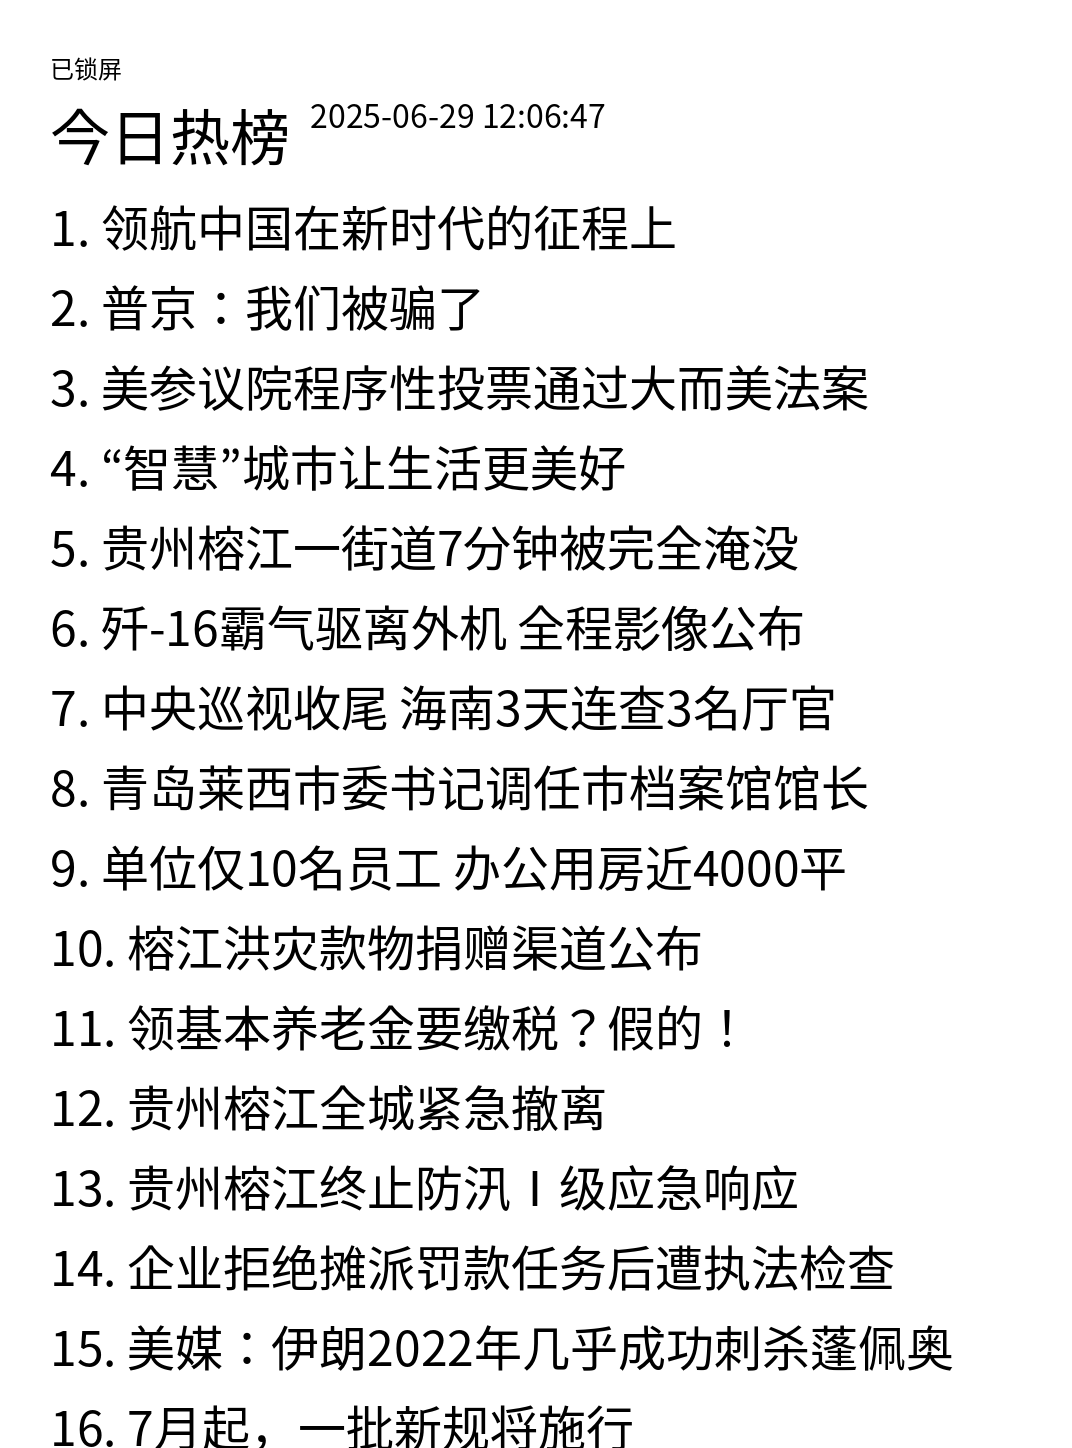 已锁屏
今日热榜 2025-06-29 12:06:47
1. 领航中国在新时代的征程上
2. 普京：我们被骗了
3. 美参议院程序性投票通过大而美法案
4. “智慧”城市让生活更美好
5. 贵州榕江一街道7分钟被完全淹没
6. 歼-16霸气驱离外机 全程影像公布
7. 中央巡视收尾 海南3天连查3名厅官
8. 青岛莱西市委书记调任市档案馆馆长
9. 单位仅10名员工 办公用房近4000平
10. 榕江洪灾款物捐赠渠道公布
11. 领基本养老金要缴税？假的！
12. 贵州榕江全城紧急撤离
13. 贵州榕江终止防汛Ⅰ级应急响应
14. 企业拒绝摊派罚款任务后遭执法检查
15. 美媒：伊朗2022年几乎成功刺杀蓬佩奥
16. 7月起，一批新规将施行